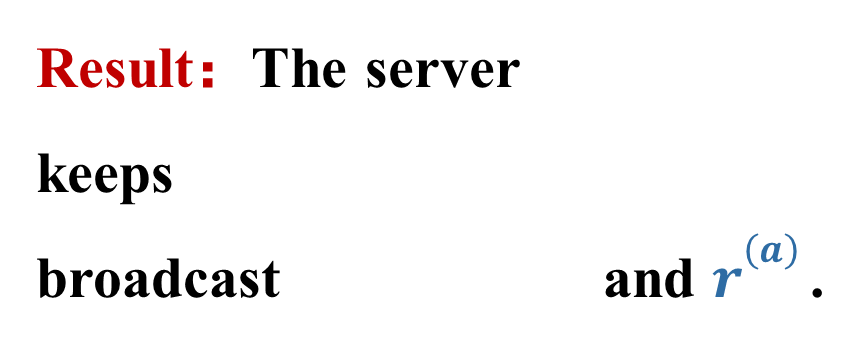 Result： The server
keeps
broadcast and r^(a) .